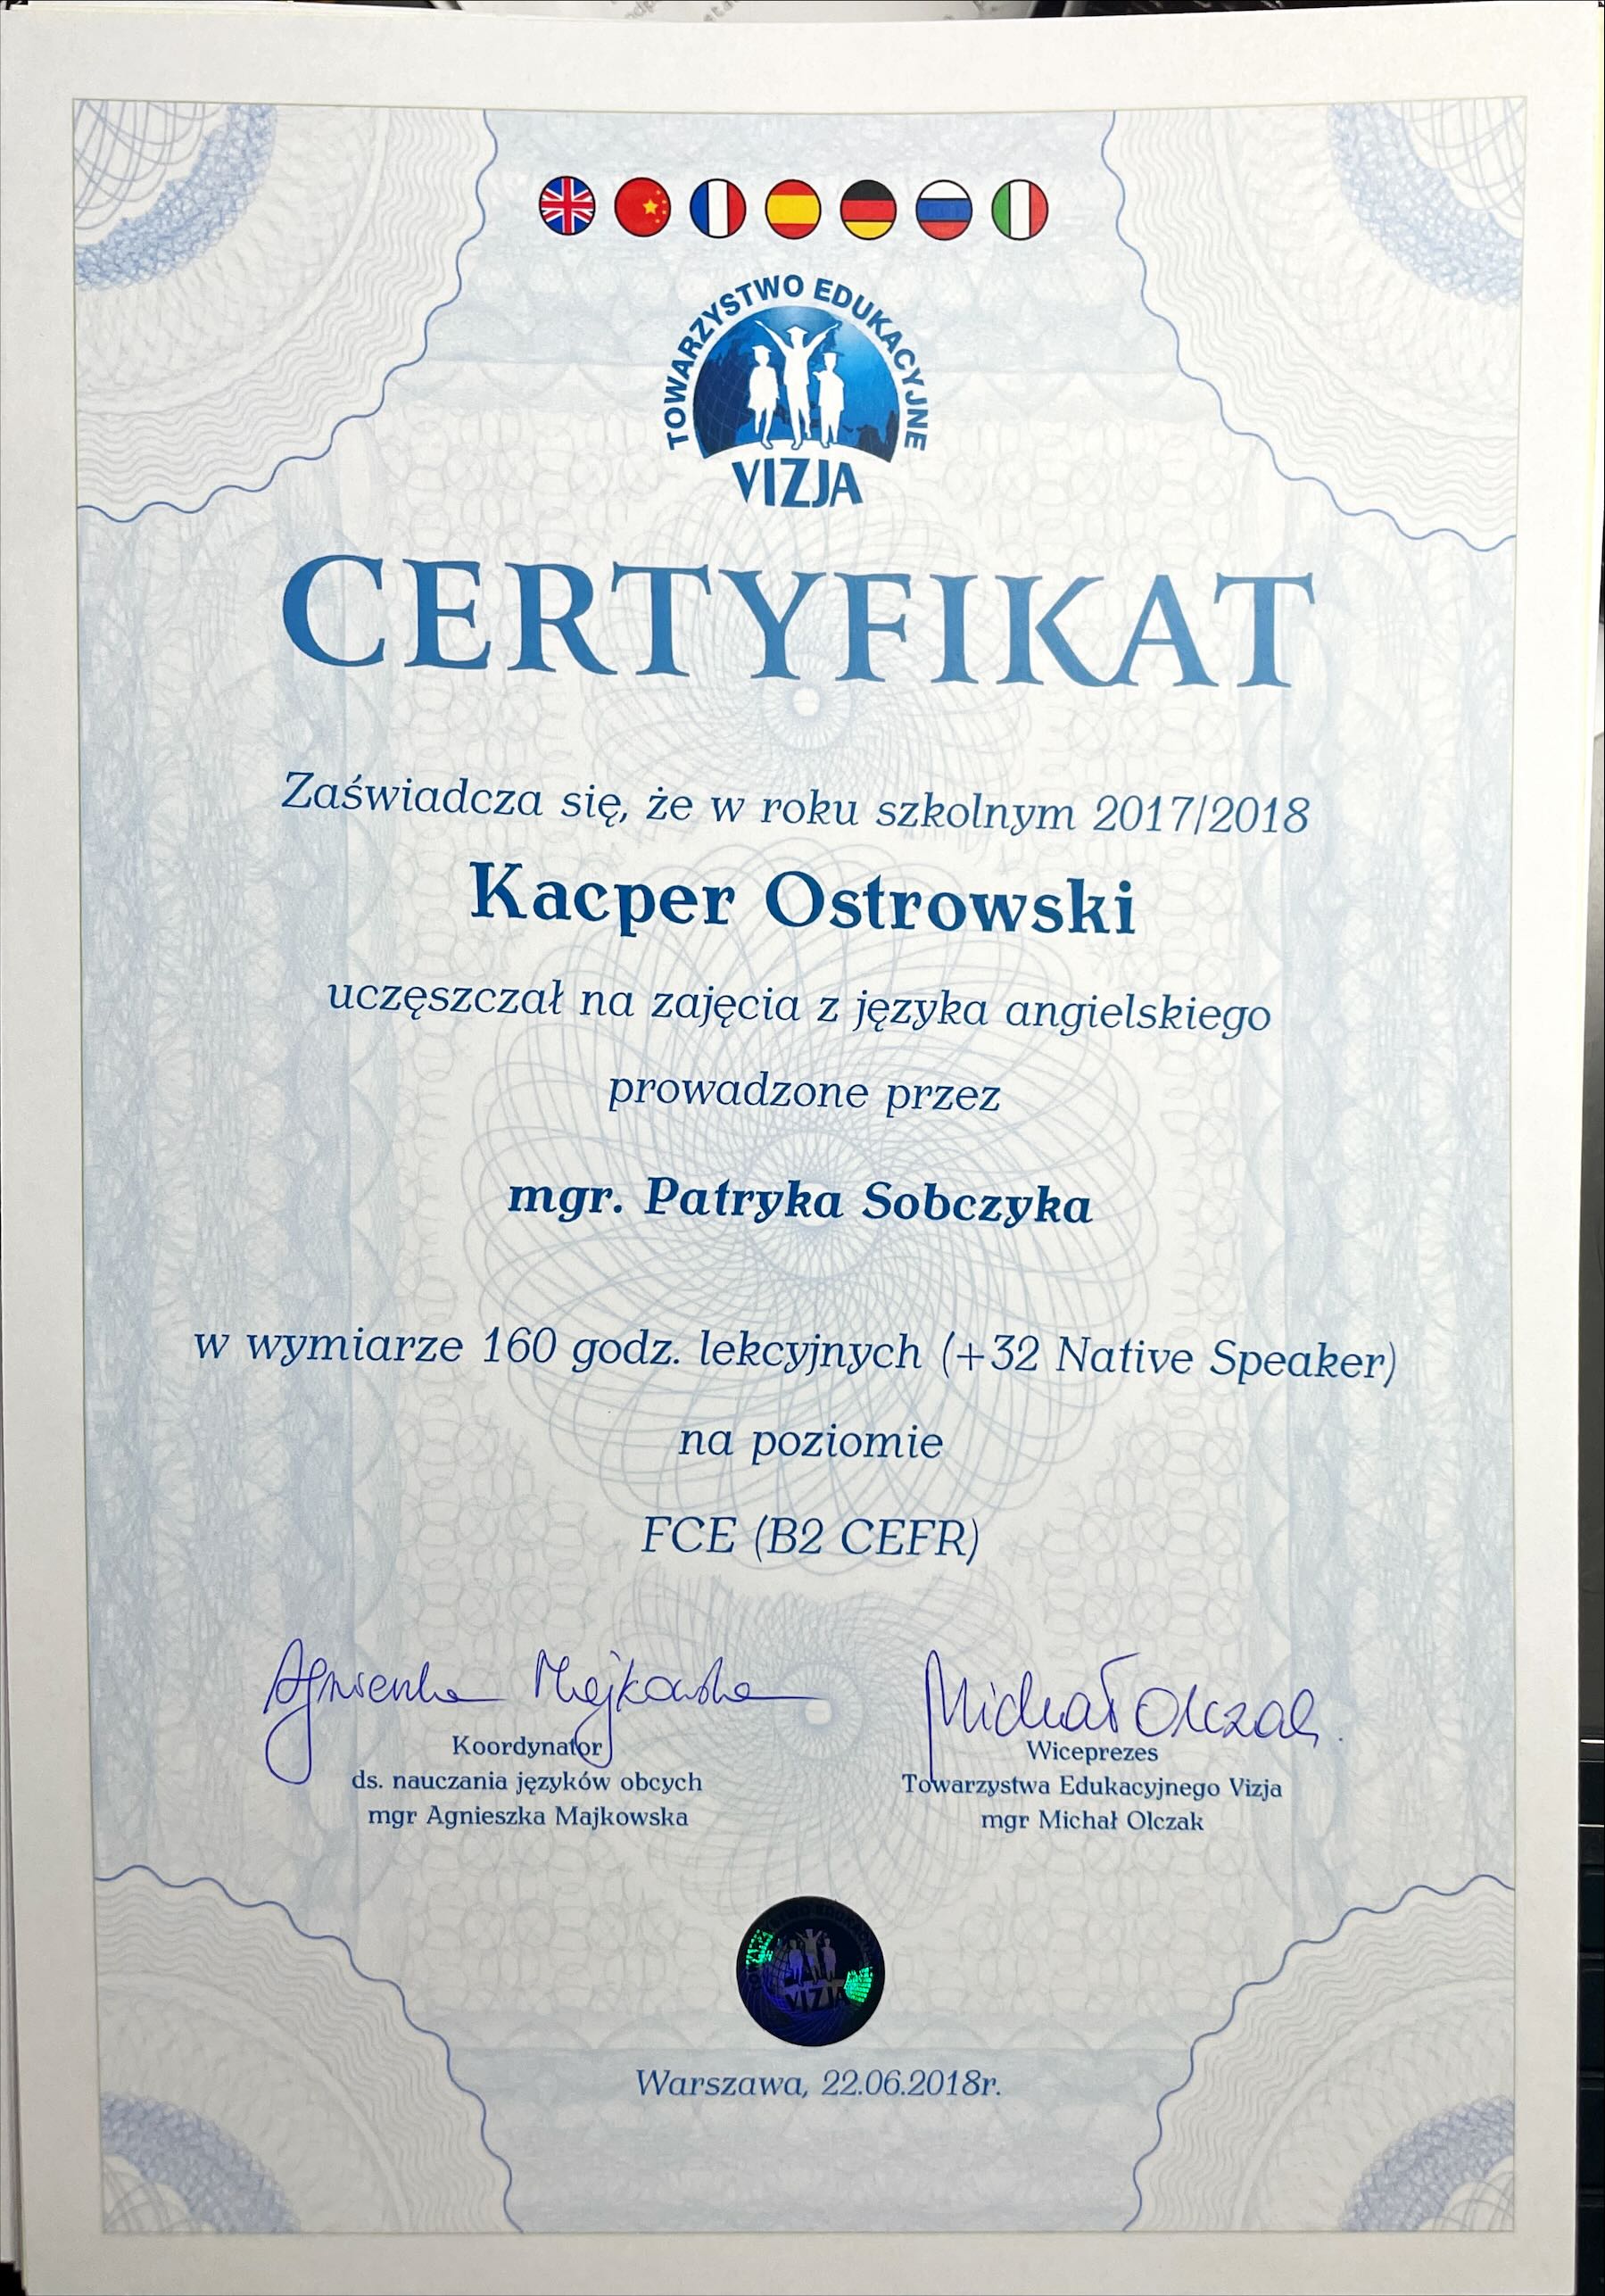 TOWARZYSTWO EDUKACYJNE
VIZJA
CERTYFIKAT
Zaświadcza się, że w roku szkolnym 2017/2018
Kacper Ostrowski
uczęszczał na zajęcia z języka angielskiego
prowadzone przez
mgr. Patryka Sobczyka
w wymiarze 160 godz. lekcyjnych (+32 Native Speaker)
na poziomie
FCE (B2 CEFR)
Agnieszka Majkowska
Michał Olczak
Koordynator
ds. nauczania języków obcych
mgr Agnieszka Majkowska
Wiceprezes
Towarzystwa Edukacyjnego Vizja
mgr Michał Olczak
VIZJA
Warszawa, 22.06.2018r.